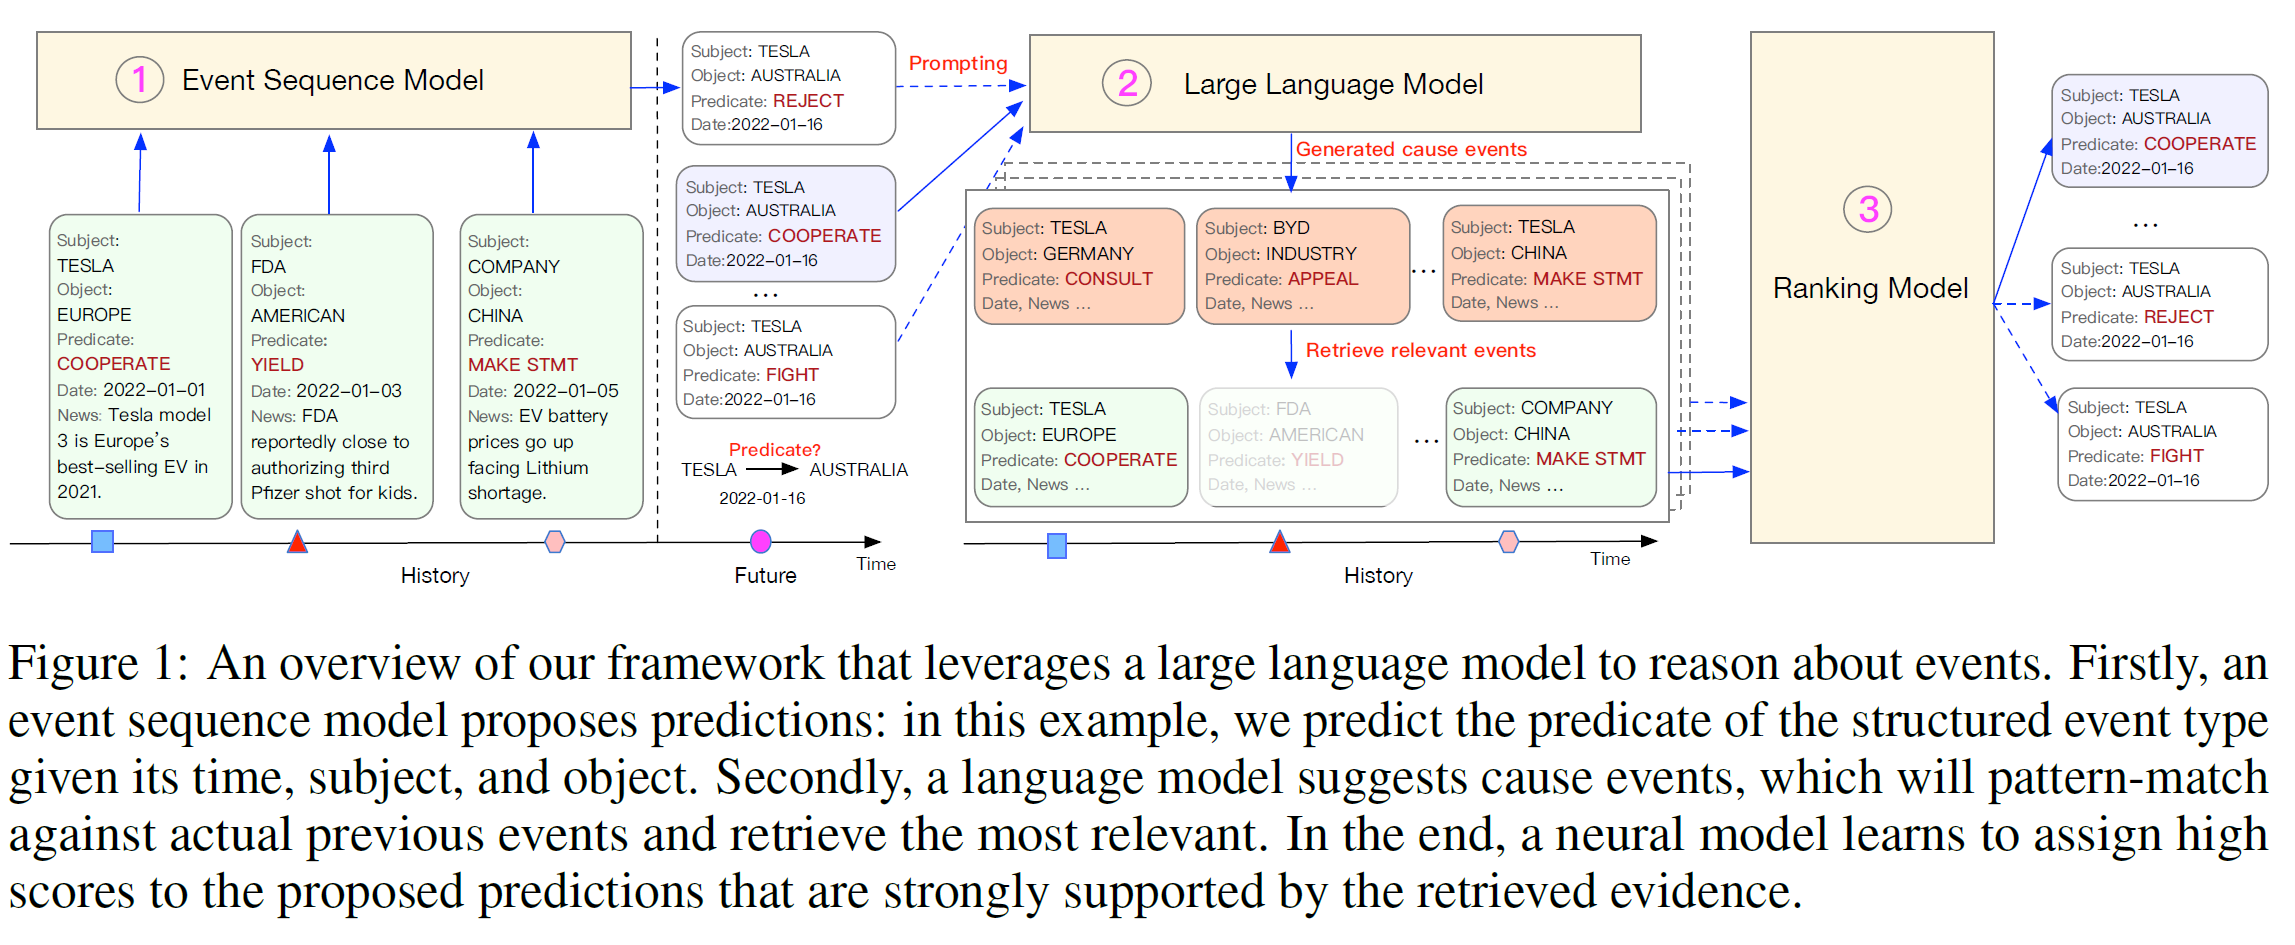 1 Event Sequence Model
Subject:
TESLA
Object:
EUROPE
Predicate:
COOPERATE
Date: 2022-01-01
News: Tesla model
3 is Europe's
best-selling EV in
2021.
Subject:
FDA
Object:
AMERICAN
Predicate:
YIELD
Date: 2022-01-03
News: FDA
reportedly close to
authorizing third
Pfizer shot for kids.
Subject:
COMPANY
Object:
CHINA
Predicate:
MAKE STMT
Date: 2022-01-05
News: EV battery
prices go up
facing Lithium
shortage.
History
Subject: TESLA
Object: AUSTRALIA
Predicate: REJECT
Date:2022-01-16
Subject: TESLA
Object: AUSTRALIA
Predicate: COOPERATE
Date:2022-01-16
...
Subject: TESLA
Object: AUSTRALIA
Predicate: FIGHT
Date:2022-01-16
Predicate?
TESLA AUSTRALIA
2022-01-16
Future
Time
Prompting
2 Large Language Model
Generated cause events
Subject: TESLA
Object: GERMANY
Predicate: CONSULT
Date, News ...
Subject: BYD
Object: INDUSTRY
Predicate: APPEAL
Date, News ...
...
Subject: TESLA
Object: CHINA
Predicate: MAKE STMT
Date, News ...
Retrieve relevant events
Subject: TESLA
Object: EUROPE
Predicate: COOPERATE
Date, News ...
Subject: FDA
Object: AMERICAN
Predicate: YIELD
Date, News ...
...
Subject: COMPANY
Object: CHINA
Predicate: MAKE STMT
Date, News ...
History
Time
3
Ranking Model
Subject: TESLA
Object: AUSTRALIA
Predicate: COOPERATE
Date:2022-01-16
...
Subject: TESLA
Object: AUSTRALIA
Predicate: REJECT
Date:2022-01-16
Subject: TESLA
Object: AUSTRALIA
Predicate: FIGHT
Date:2022-01-16
Figure 1: An overview of our framework that leverages a large language model to reason about events. Firstly, an
event sequence model proposes predictions: in this example, we predict the predicate of the structured event type
given its time, subject, and object. Secondly, a language model suggests cause events, which will pattern-match
against actual previous events and retrieve the most relevant. In the end, a neural model learns to assign high
scores to the proposed predictions that are strongly supported by the retrieved evidence.